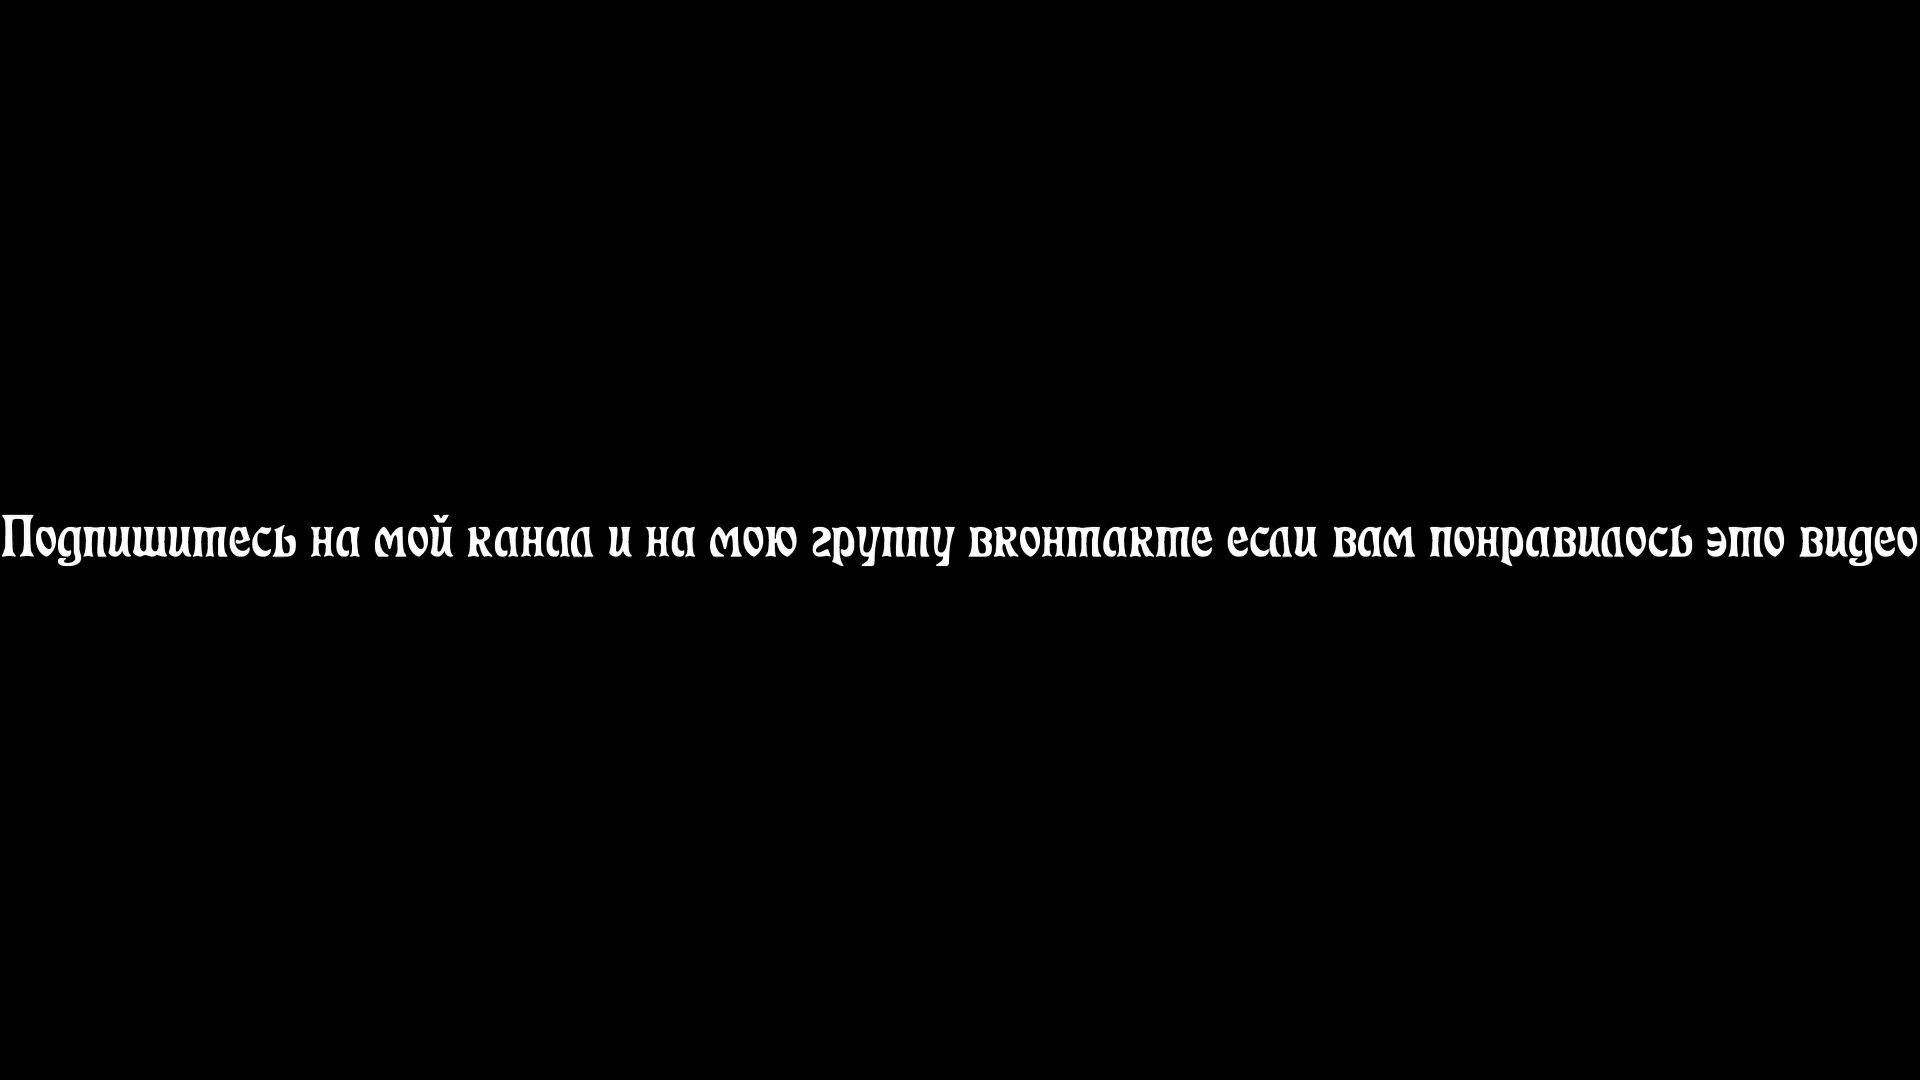 Подпишитесь на мой канал и на мою группу вконтакте если вам понравилось это видео